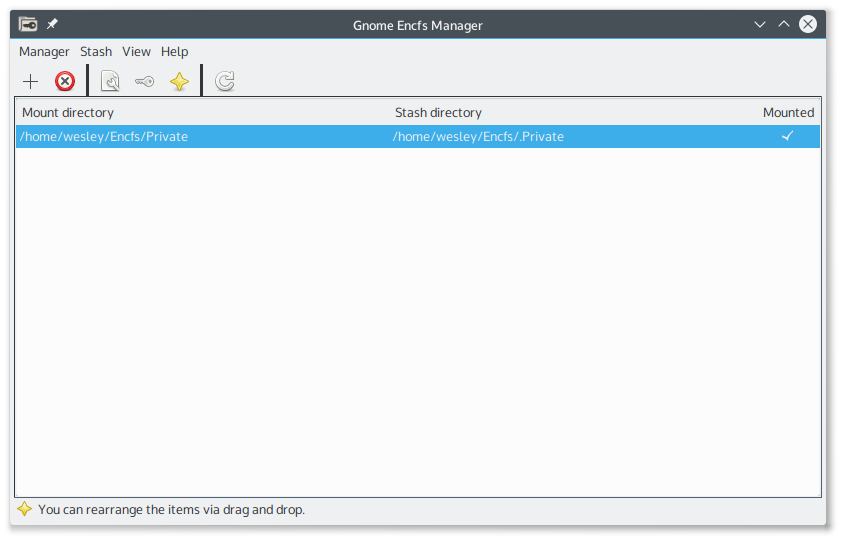 Gnome Encfs Manager
Manager Stash View Help
Mount directory Stash directory Mounted
/home/wesley/Encfs/Private /home/wesley/Encfs/.Private
You can rearrange the items via drag and drop.